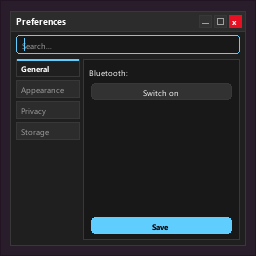 Preferences
Search...
General
Appearance
Privacy
Storage
Bluetooth:
Switch on
Save